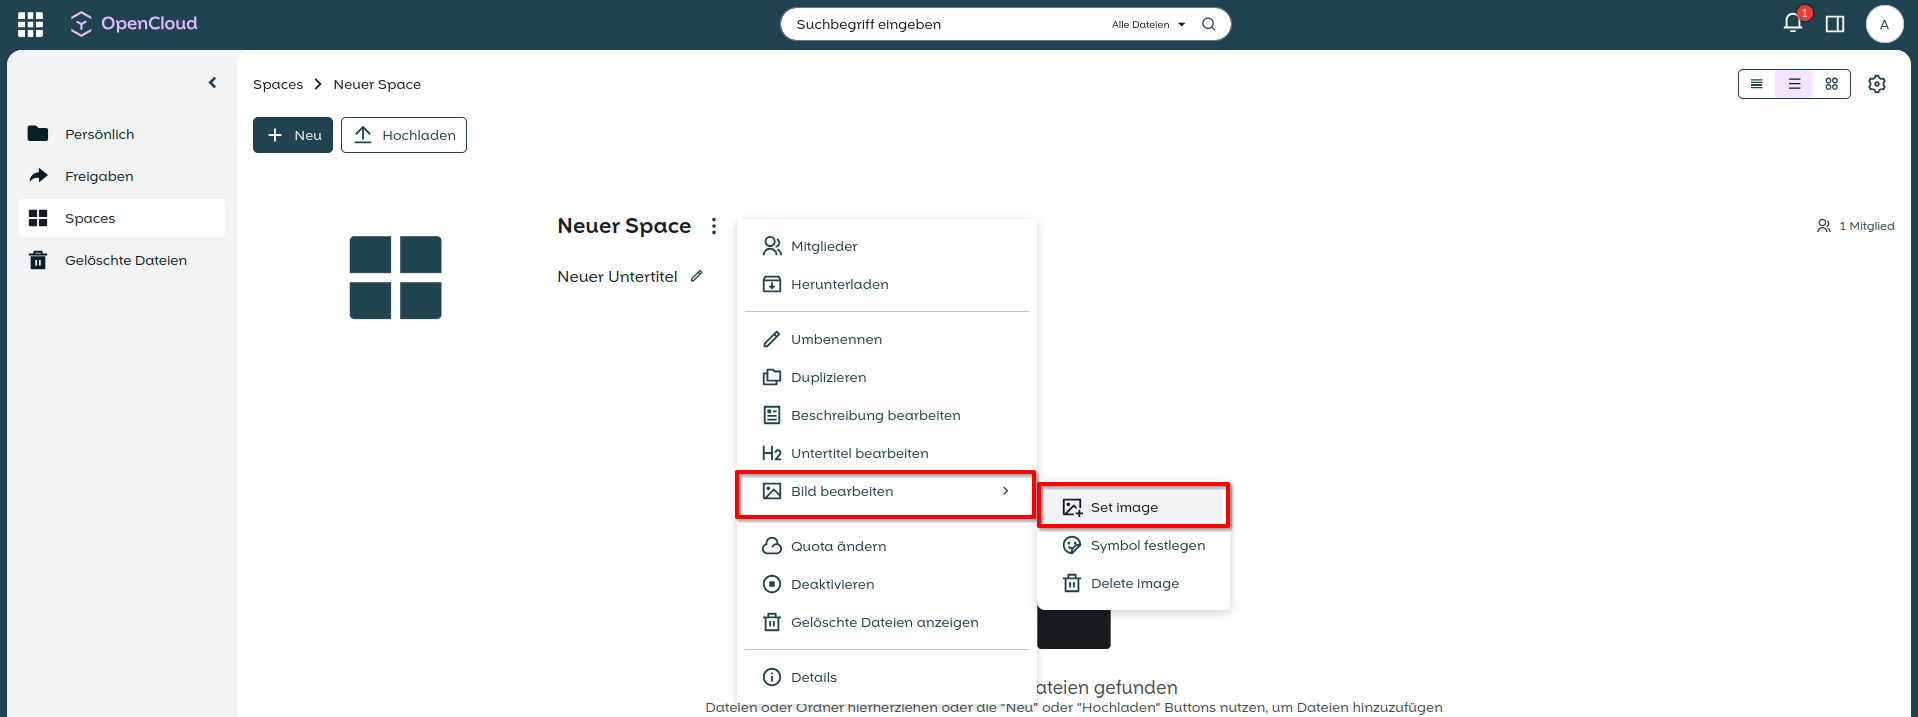 OpenCloud
Suchbegriff eingeben
Alle Dateien
1
A
Spaces > Neuer Space
Persönlich
Freigaben
Spaces
Gelöschte Dateien
Neu
Hochladen
Neuer Space
Neuer Untertitel
1 Mitglied
Mitglieder
Herunterladen
Umbenennen
Duplizieren
Beschreibung bearbeiten
H2 Untertitel bearbeiten
Bild bearbeiten
Quota ändern
Deaktivieren
Gelöschte Dateien anzeigen
Details
Set image
Symbol festlegen
Delete image
ateien gefunden
Dateien oder Ordner hierherziehen oder die "Neu" oder "Hochladen" Buttons nutzen, um Dateien hinzuzufügen